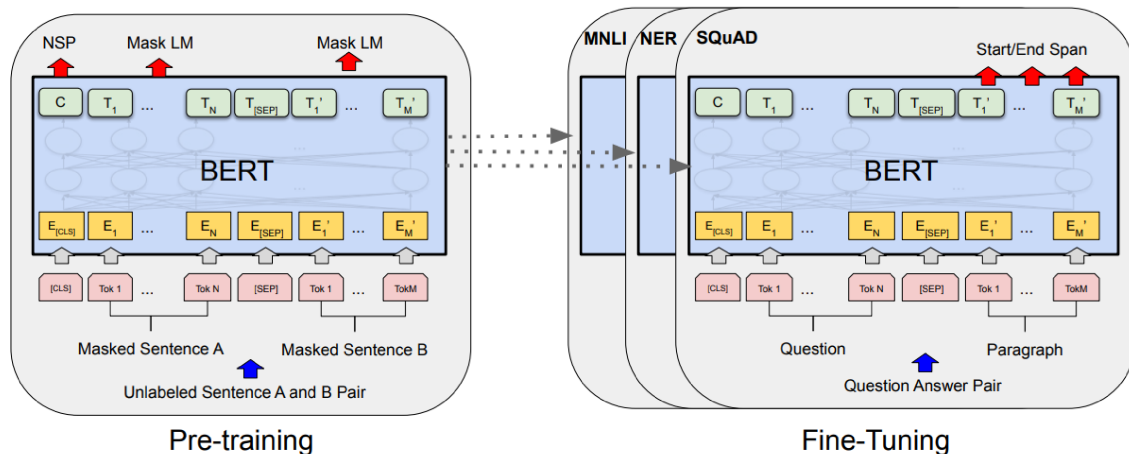 NSP Mask LM Mask LM
C T1 ... TN T[SEP] T1' ... TM'
BERT
E[CLS] E1 ... EN E[SEP] E1' ... EM'
[CLS] Tok 1 ... Tok N [SEP] Tok 1 ... TokM
Masked Sentence A Masked Sentence B
Unlabeled Sentence A and B Pair
Pre-training
MNLI NER SQuAD
Start/End Span
C T1 ... TN T[SEP] T1' ... TM'
BERT
E[CLS] E1 ... EN E[SEP] E1' ... EM'
[CLS] Tok 1 ... Tok N [SEP] Tok 1 ... TokM
Question Paragraph
Question Answer Pair
Fine-Tuning